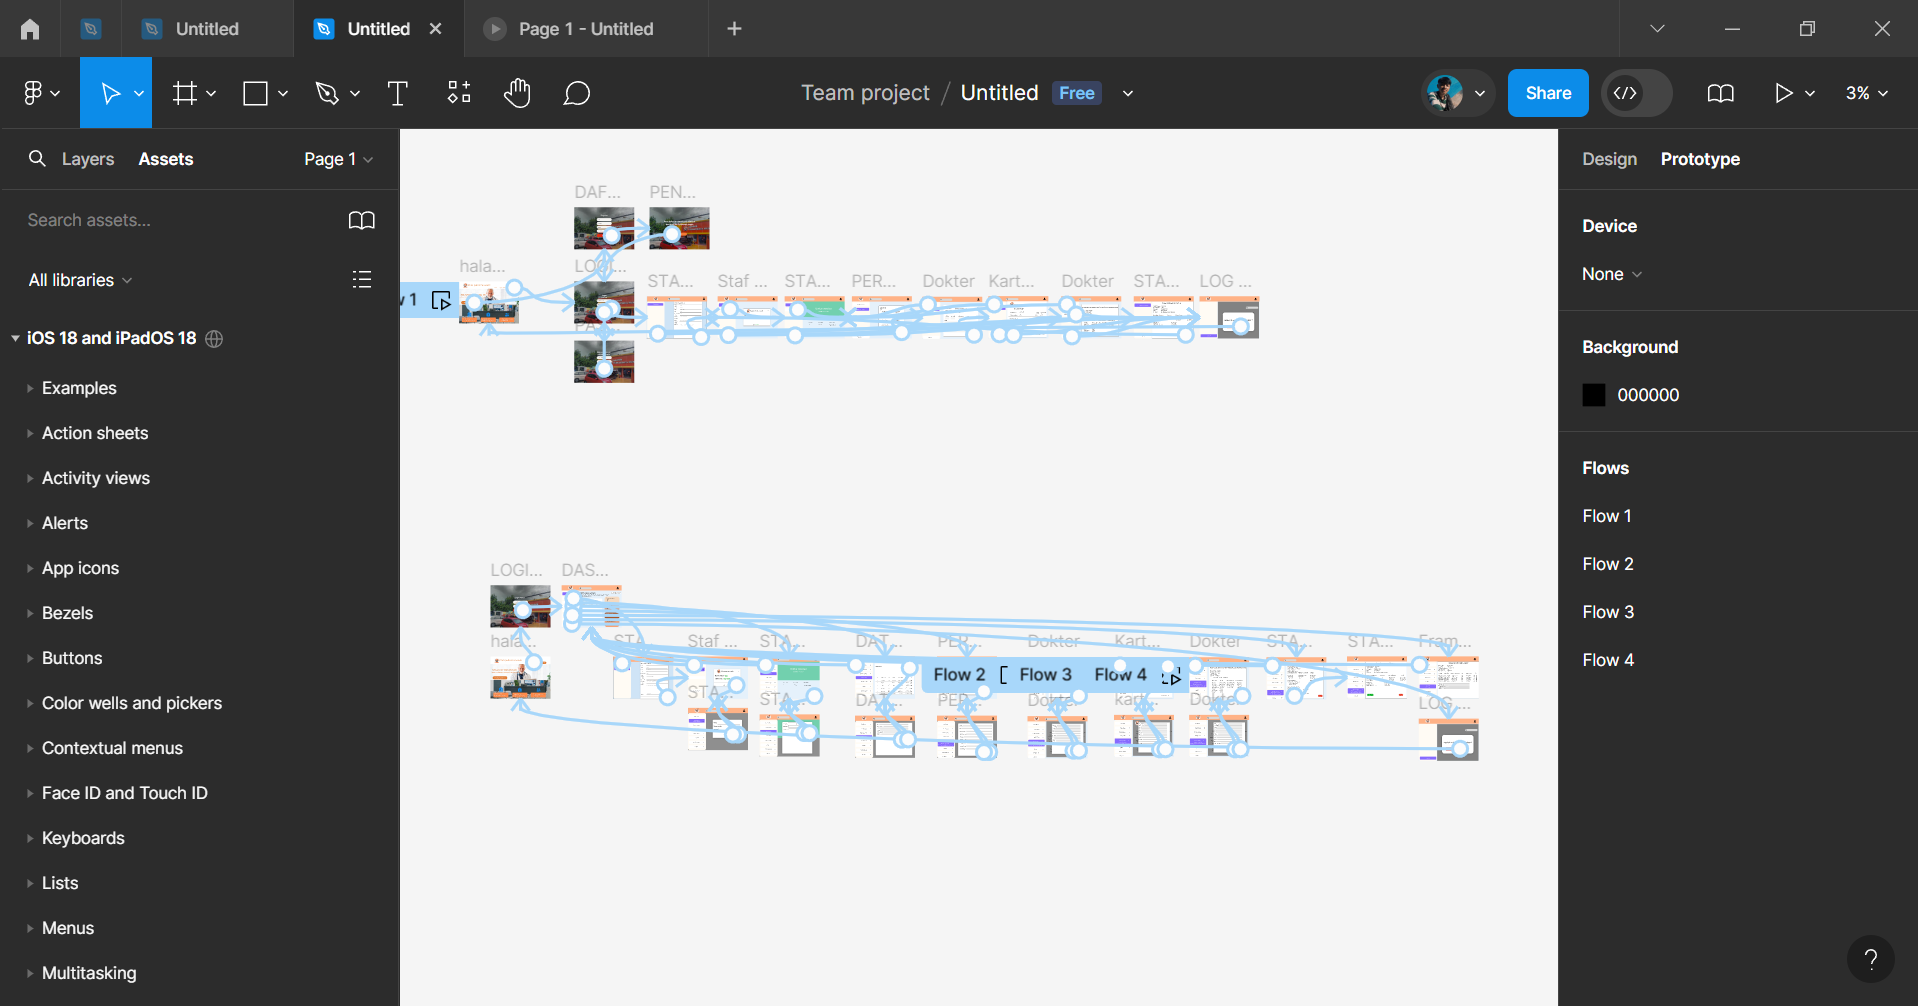 Untitled
Untitled
Page 1 - Untitled
Team project / Untitled Free
Share
3%
Layers Assets Page 1
Search assets...
All libraries
iOS 18 and iPadOS 18
Examples
Action sheets
Activity views
Alerts
App icons
Bezels
Buttons
Color wells and pickers
Contextual menus
Face ID and Touch ID
Keyboards
Lists
Menus
Multitasking
DAF... PEN...
hala... LOGI...
STA... Staf ... STA... PER... Dokter Kart... Dokter STA... LOG ...
w 1
LOGI... DAS...
hala... STA... Staf ... STA... DAT... PER... Dokter Kart... Dokter STA... STA... Fram...
Flow 2 Flow 3 Flow 4
STA... STA... DAT... PER... Dokter kart... Dokter LOG ...
Design Prototype
Device
None
Background
000000
Flows
Flow 1
Flow 2
Flow 3
Flow 4
?